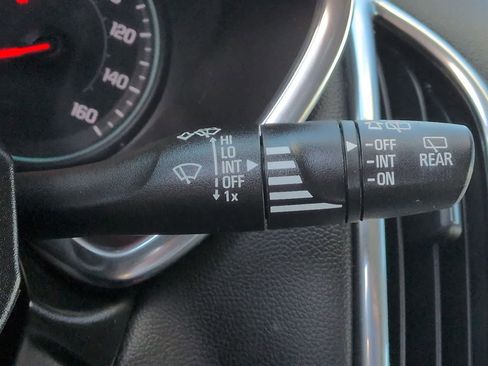 120
140
160
HI
LO
INT
OFF
1x
OFF
INT
ON
REAR